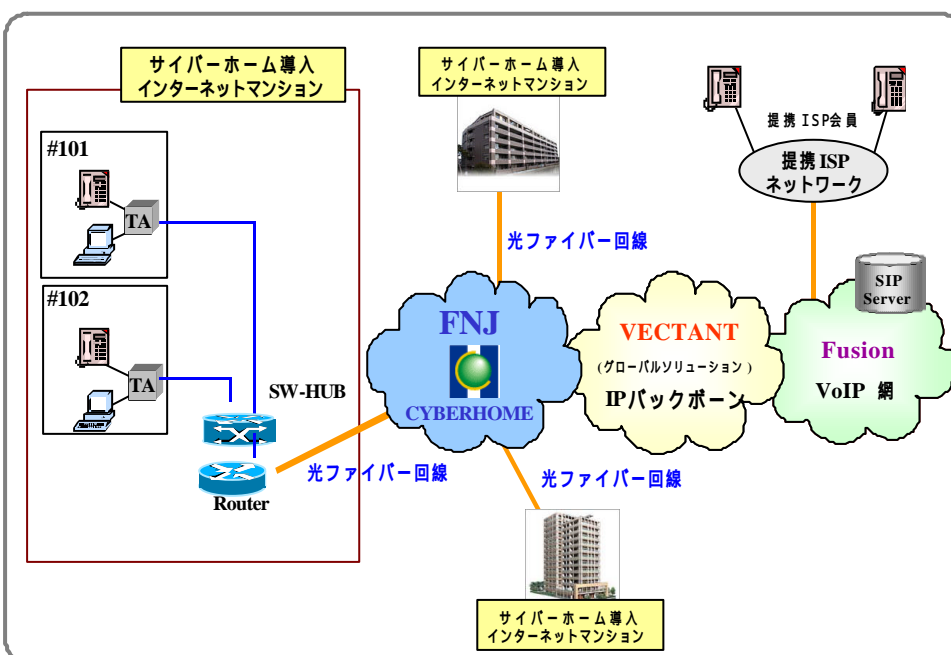 サイバーホーム導入
インターネットマンション
#101
TA
#102
TA
SW-HUB
Router
光ファイバー回線
サイバーホーム導入
インターネットマンション
光ファイバー回線
FNJ
CYBERHOME
光ファイバー回線
サイバーホーム導入
インターネットマンション
VECTANT
(グローバルソリューション)
IPバックボーン
提携 ISP会員
提携 ISP
ネットワーク
SIP
Server
Fusion
VoIP 網